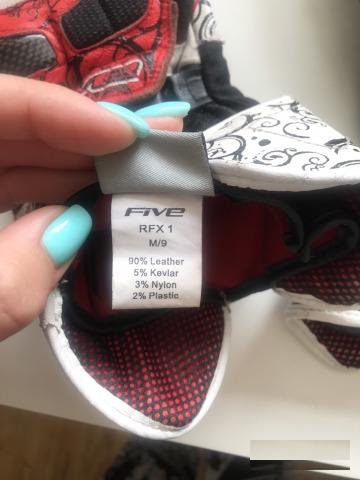 FIVE
RFX 1
M/9
90% Leather
5% Kevlar
3% Nylon
2% Plastic